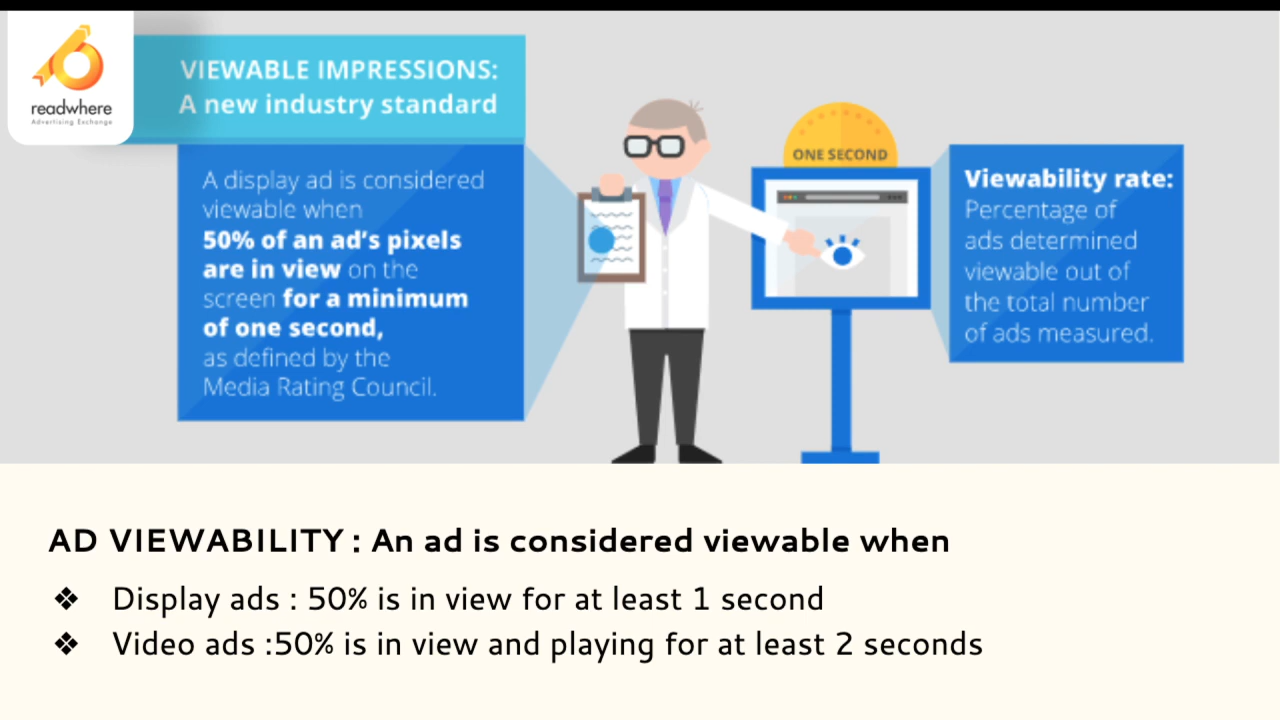 readwhere
Advertising Exchange
VIEWABLE IMPRESSIONS:
A new industry standard
A display ad is considered
viewable when
50% of an ad's pixels
are in view on the
screen for a minimum
of one second,
as defined by the
Media Rating Council.
ONE SECOND
Viewability rate:
Percentage of
ads determined
viewable out of
the total number
of ads measured.
AD VIEWABILITY : An ad is considered viewable when
❖ Display ads : 50% is in view for at least 1 second
❖ Video ads :50% is in view and playing for at least 2 seconds